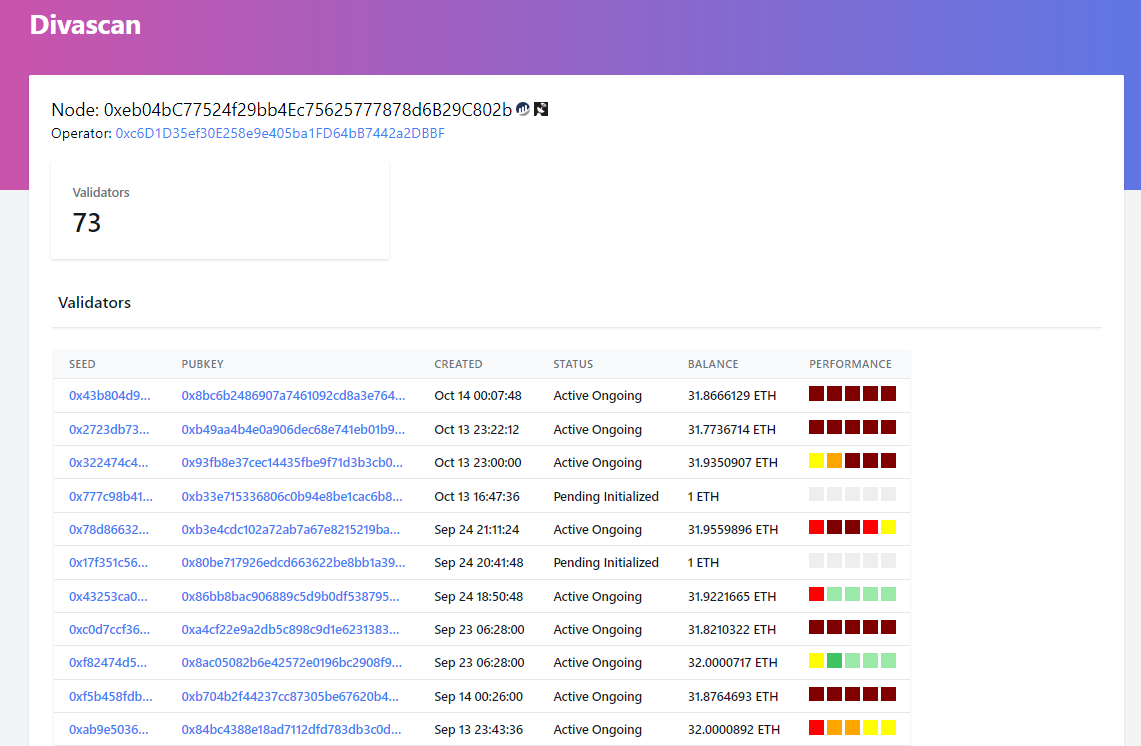 Divascan
Node: 0xeb04bC77524f29bb4Ec75625777878d6B29C802b
Operator: 0xc6D1D35ef30E258e9e405ba1FD64bB7442a2DBBF
Validators
73
Validators
SEED PUBKEY CREATED STATUS BALANCE PERFORMANCE
0x43b804d9... 0x8bc6b2486907a7461092cd8a3e764... Oct 14 00:07:48 Active Ongoing 31.8666129 ETH
0x2723db73... 0xb49aa4b4e0a906dec68e741eb01b9... Oct 13 23:22:12 Active Ongoing 31.7736714 ETH
0x322474c4... 0x93fb8e37cec14435fbe9f71d3b3cb0... Oct 13 23:00:00 Active Ongoing 31.9350907 ETH
0x777c98b41... 0xb33e715336806c0b94e8be1cac6b8... Oct 13 16:47:36 Pending Initialized 1 ETH
0x78d86632... 0xb3e4cdc102a72ab7a67e8215219ba... Sep 24 21:11:24 Active Ongoing 31.9559896 ETH
0x17f351c56... 0x80be717926edcd663622be8bb1a39... Sep 24 20:41:48 Pending Initialized 1 ETH
0x43253ca0... 0x86bb8bac906889c5d9b0df538795... Sep 24 18:50:48 Active Ongoing 31.9221665 ETH
0xc0d7ccf36... 0xa4cf22e9a2db5c898c9d1e6231383... Sep 23 06:28:00 Active Ongoing 31.8210322 ETH
0xf82474d5... 0x8ac05082b6e42572e0196bc2908f9... Sep 23 06:28:00 Active Ongoing 32.0000717 ETH
0xf5b458fdb... 0xb704b2f44237cc87305be67620b4... Sep 14 00:26:00 Active Ongoing 31.8764693 ETH
0xab9e5036... 0x84bc4388e18ad7112dfd783db3c0d... Sep 13 23:43:36 Active Ongoing 32.0000892 ETH